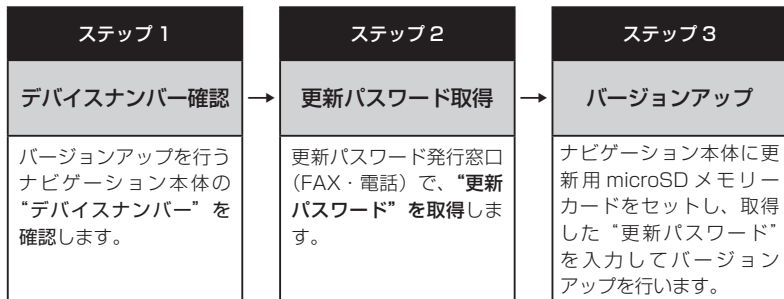 ステップ 1
デバイスナンバー確認
バージョンアップを行う
ナビゲーション本体の
“デバイスナンバー”を
確認します。
→
ステップ 2
更新パスワード取得
更新パスワード発行窓口
（FAX・電話）で、“更新
パスワード”を取得しま
す。
→
ステップ 3
バージョンアップ
ナビゲーション本体に更
新用 microSD メモリー
カードをセットし、取得
した“更新パスワード”
を入力してバージョン
アップを行います。